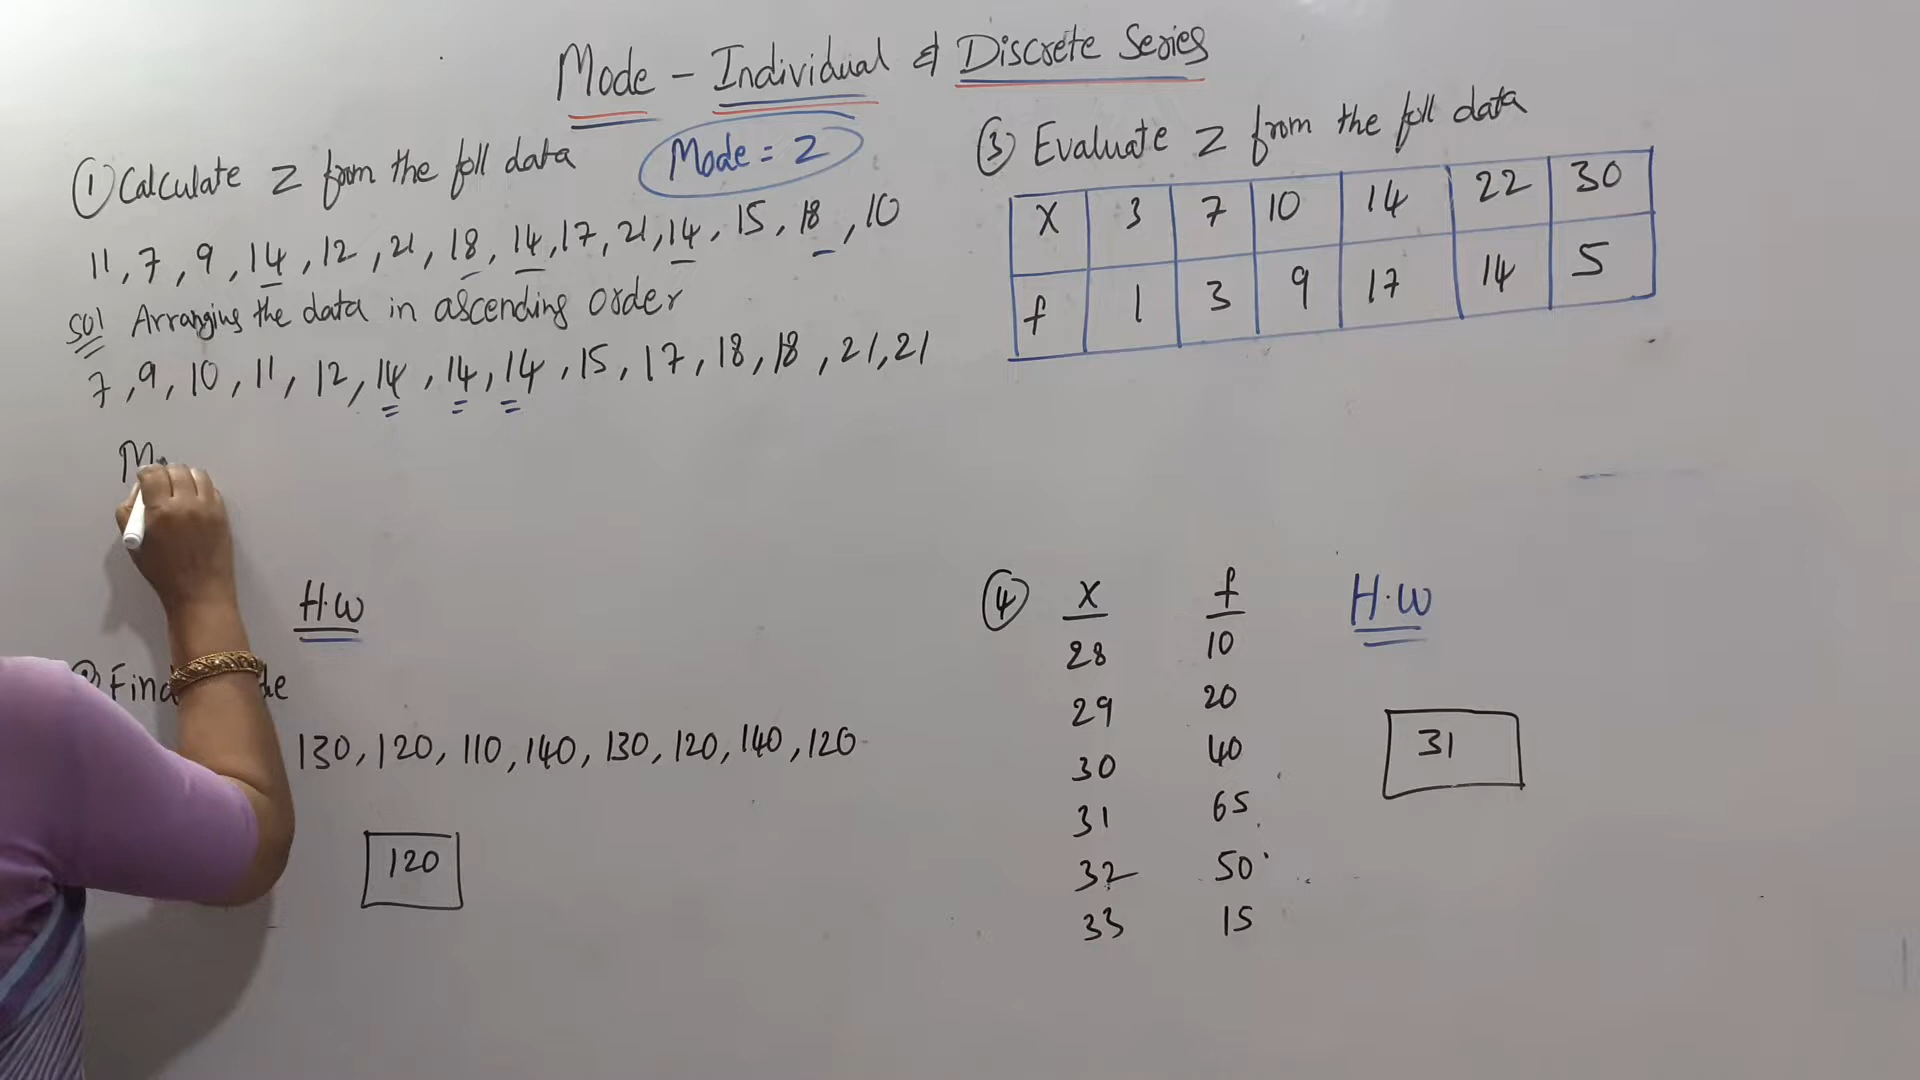 Mode - Individual & Discrete Series
① Calculate Z from the foll data
Mode = Z
11, 7, 9, 14, 12, 21, 18, 14, 17, 21, 14, 15, 18, 10
Sol Arranging the data in ascending order
7, 9, 10, 11, 12, 14, 14, 14, 15, 17, 18, 18, 21, 21
H.W
Find
130, 120, 110, 140, 130, 120, 140, 120
120
③ Evaluate Z from the foll data
X 3 7 10 14 22 30
f 1 3 9 17 14 5
④ X f H.W
28 10
29 20
30 40
31 65
32 50
33 15
31